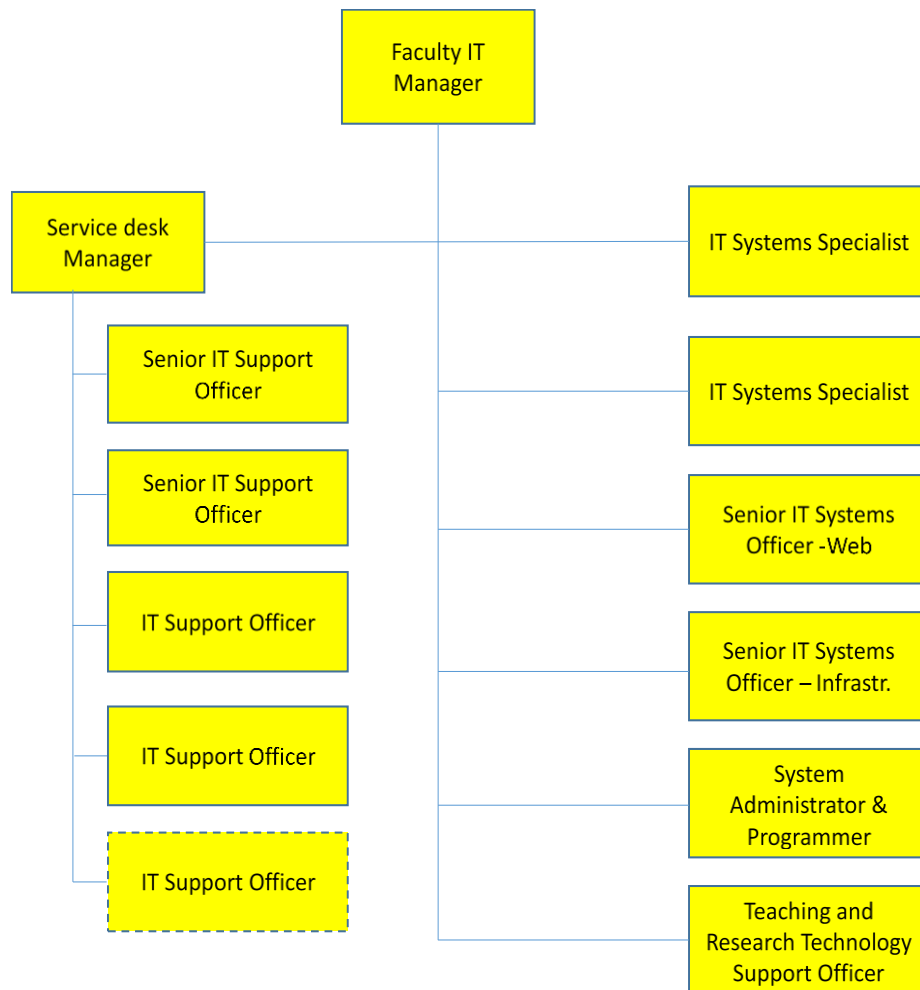 Faculty IT
Manager
Service desk
Manager
Senior IT Support
Officer
Senior IT Support
Officer
IT Support Officer
IT Support Officer
IT Support Officer
IT Systems Specialist
IT Systems Specialist
Senior IT Systems
Officer -Web
Senior IT Systems
Officer – Infrastr.
System
Administrator &
Programmer
Teaching and
Research Technology
Support Officer